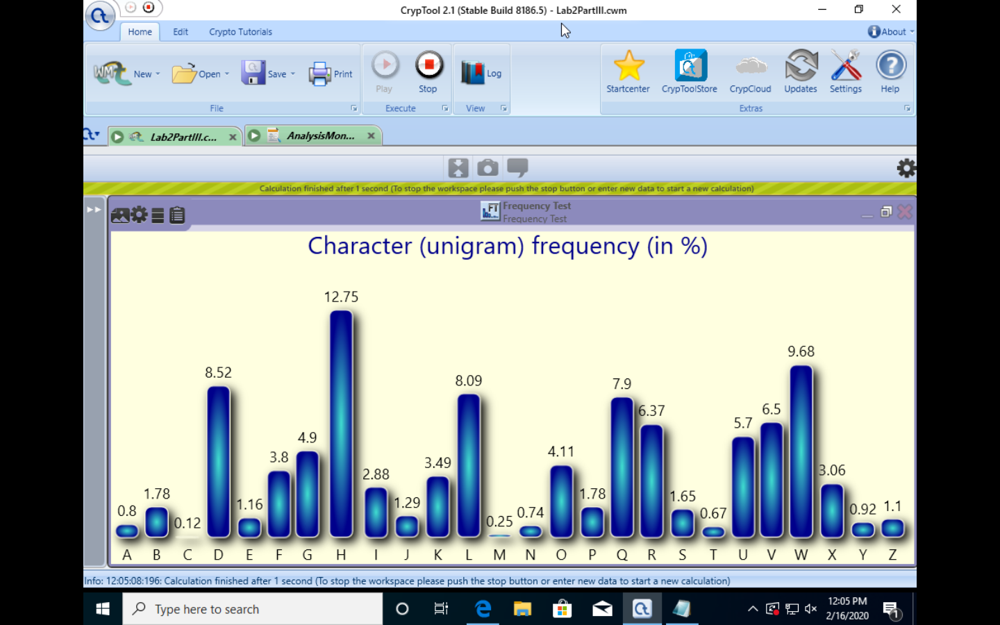 CrypTool 2.1 (Stable Build 8186.5) - Lab2PartIII.cwm
Home Edit Crypto Tutorials About
New Open Save Print Play Stop Log Startcenter CrypToolStore CrypCloud Updates Settings Help
File Execute View Extras
Lab2PartIII.c... AnalysisMon...
Calculation finished after 1 second (To stop the workspace please push the stop button or enter new data to start a new calculation)
FT Frequency Test
Frequency Test
Character (unigram) frequency (in %)
0.8 1.78 0.12 8.52 1.16 3.8 4.9 12.75 2.88 1.29 3.49 8.09 0.25 0.74 4.11 1.78 7.9 6.37 1.65 0.67 5.7 6.5 9.68 3.06 0.92 1.1
A B C D E F G H I J K L M N O P Q R S T U V W X Y Z
Info: 12:05:08:196: Calculation finished after 1 second (To stop the workspace please push the stop button or enter new data to start a new calculation)
Type here to search
12:05 PM
2/16/2020
1